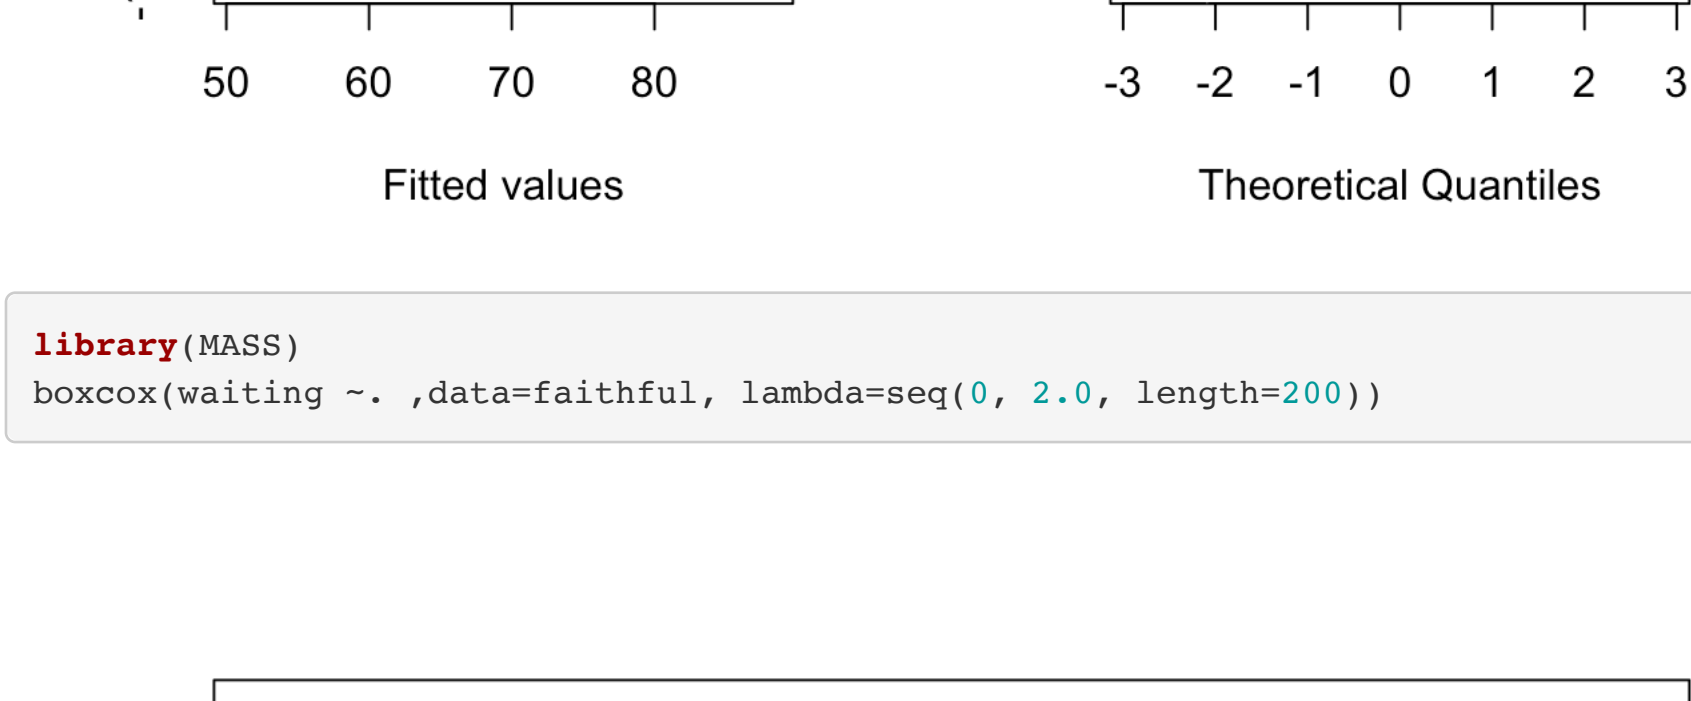 50 60 70 80
-3 -2 -1 0 1 2 3
Fitted values
Theoretical Quantiles
library(MASS)
boxcox(waiting ~. ,data=faithful, lambda=seq(0, 2.0, length=200))